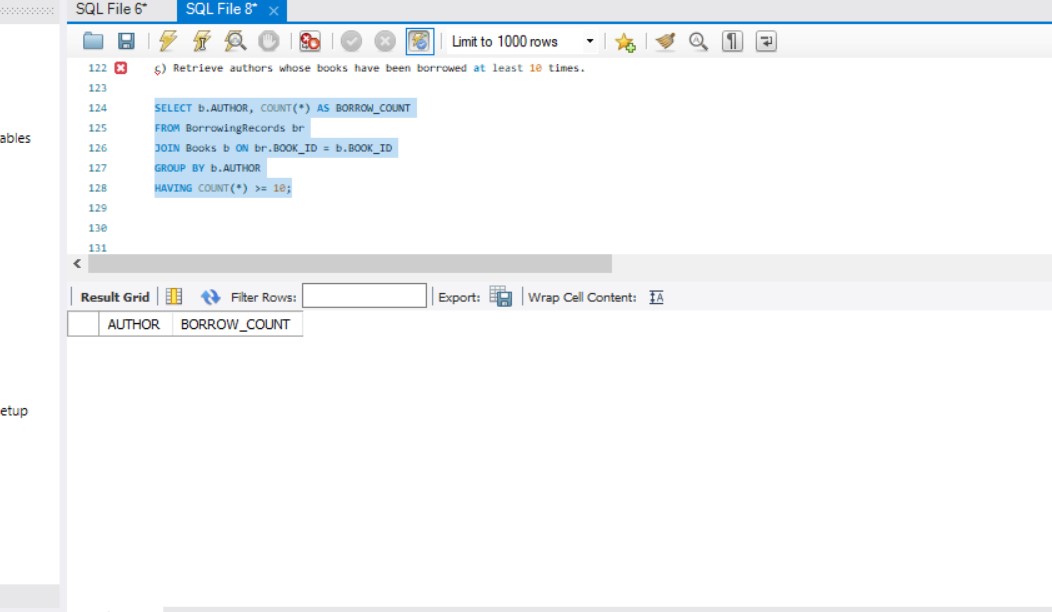 SQL File 6*
SQL File 8*
Limit to 1000 rows
122 c) Retrieve authors whose books have been borrowed at least 10 times.
123
124 SELECT b.AUTHOR, COUNT(*) AS BORROW_COUNT
125 FROM BorrowingRecords br
126 JOIN Books b ON br.BOOK_ID = b.BOOK_ID
127 GROUP BY b.AUTHOR
128 HAVING COUNT(*) >= 10;
129
130
131
ables
Result Grid Filter Rows: Export: Wrap Cell Content: IA
AUTHOR BORROW_COUNT
etup